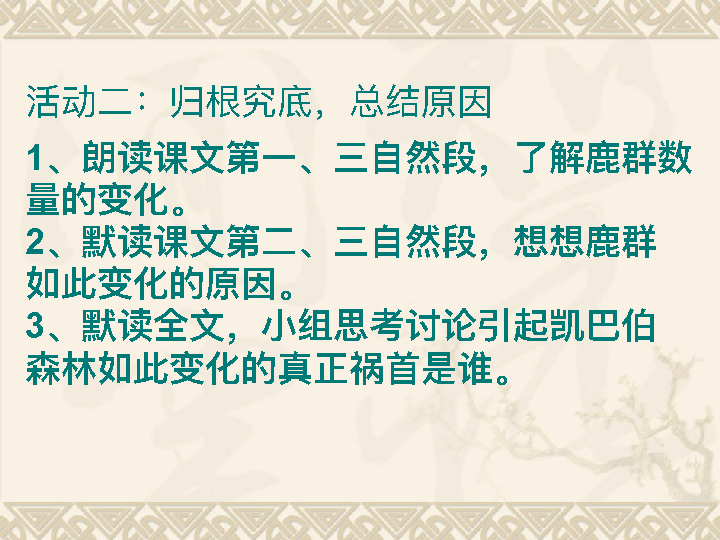 活动二：归根究底，总结原因
1、朗读课文第一、三自然段，了解鹿群数
量的变化。
2、默读课文第二、三自然段，想想鹿群
如此变化的原因。
3、默读全文，小组思考讨论引起凯巴伯
森林如此变化的真正祸首是谁。